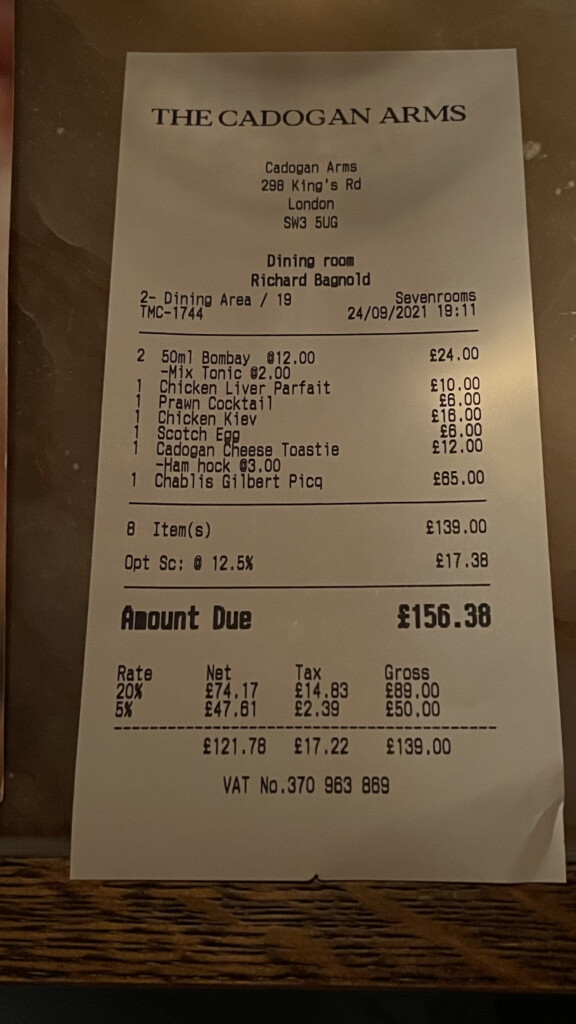 THE CADOGAN ARMS
Cadogan Arms
298 King's Rd
London
SW3 5UG
Dining room
Richard Bagnold
2- Dining Area / 19 Sevenrooms
TMC-1744 24/09/2021 19:11
2 50ml Bombay @12.00 £24.00
-Mix Tonic @2.00
1 Chicken Liver Parfait £10.00
1 Prawn Cocktail £6.00
1 Chicken Kiev £16.00
1 Scotch Egg £6.00
1 Cadogan Cheese Toastie £12.00
-Ham hock @3.00
1 Chablis Gilbert Picq £65.00
8 Item(s) £139.00
Opt Sc: @ 12.5% £17.38
Amount Due £156.38
Rate Net Tax Gross
20% £74.17 £14.83 £89.00
5% £47.61 £2.39 £50.00
£121.78 £17.22 £139.00
VAT No.370 963 869